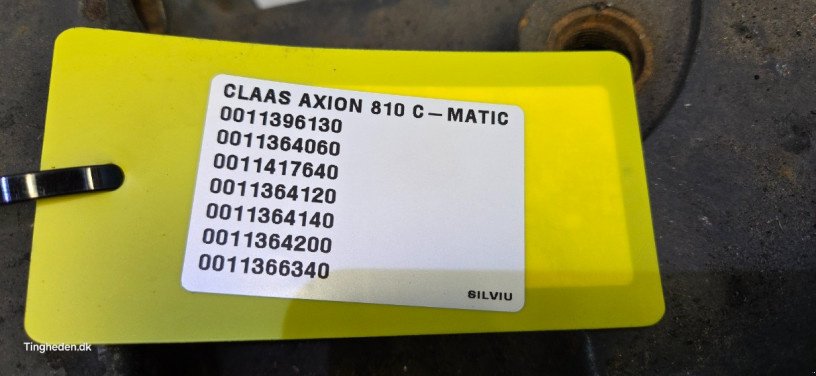 CLAAS AXION 810 C-MATIC
0011396130
0011364060
0011417640
0011364120
0011364140
0011364200
0011366340
SILVIU
Tingheden.dk